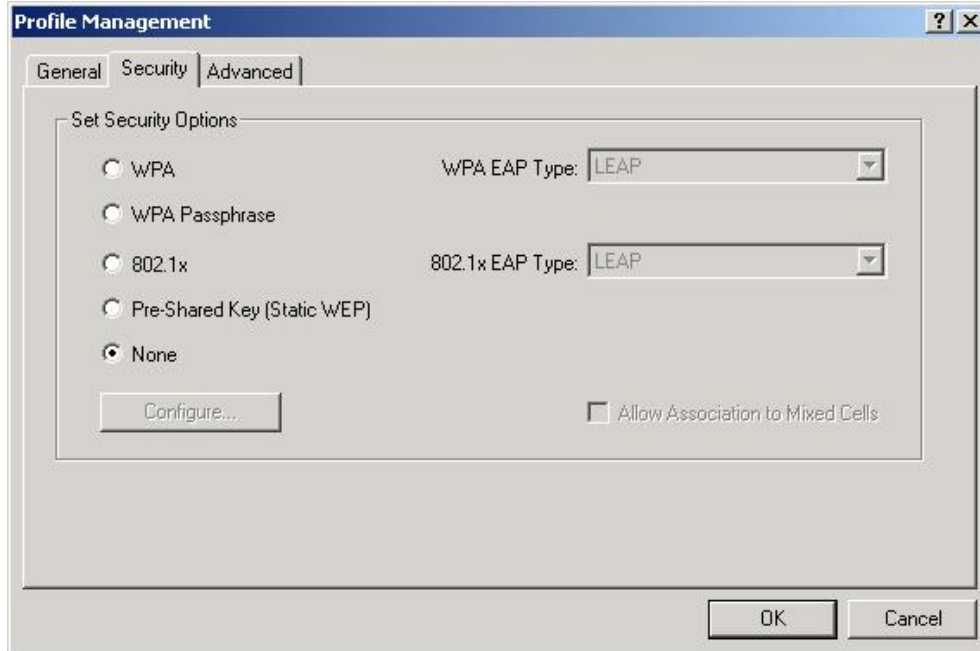 Profile Management
General Security Advanced
Set Security Options
WPA WPA EAP Type: LEAP
WPA Passphrase
802.1x 802.1x EAP Type: LEAP
Pre-Shared Key (Static WEP)
None
Configure... Allow Association to Mixed Cells
OK Cancel